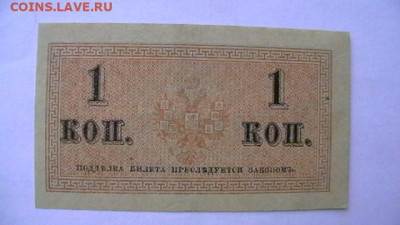 COINS.LAVE.RU
1 1
КОП. КОП.
ПОДДѢЛКА БИЛЕТА ПРЕСЛѢДУЕТСЯ ЗАКОНОМЪ.